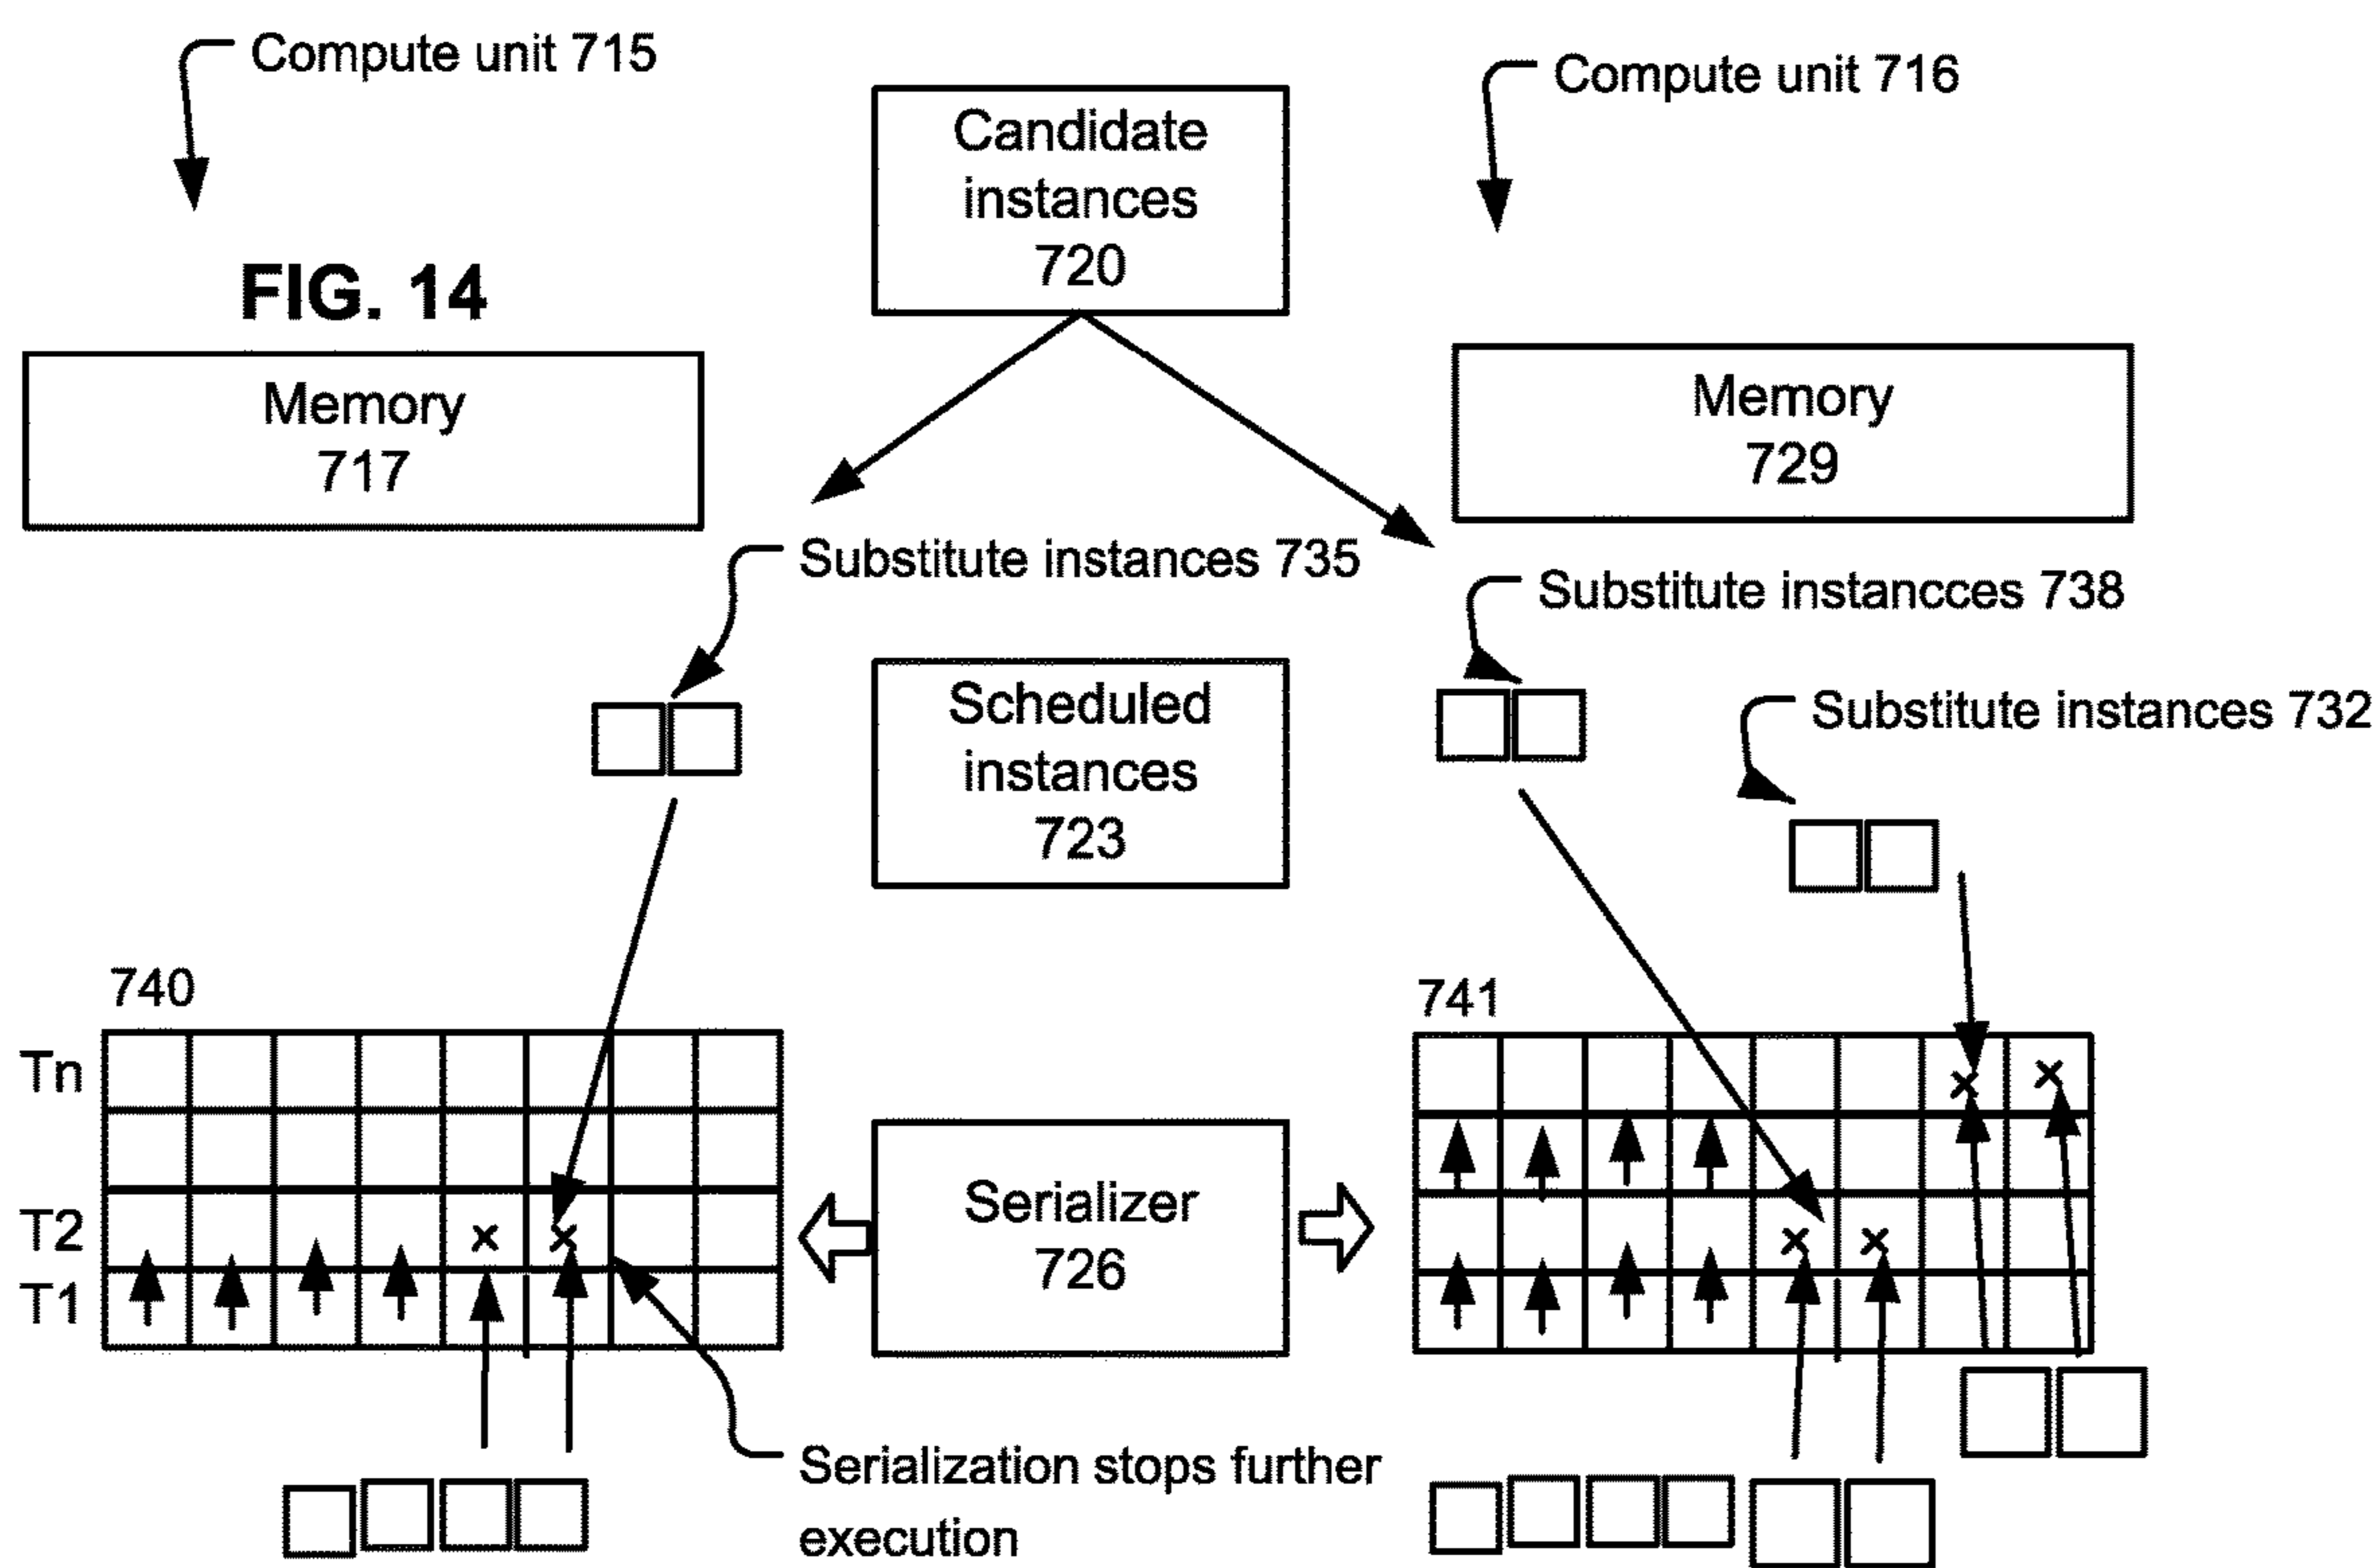 Compute unit 715
Compute unit 716
Candidate
instances
720
FIG. 14
Memory
717
Memory
729
Substitute instances 735
Substitute instancces 738
Scheduled
instances
723
Substitute instances 732
740
741
Tn
T2
T1
x x
x x
x x
Serializer
726
Serialization stops further
execution